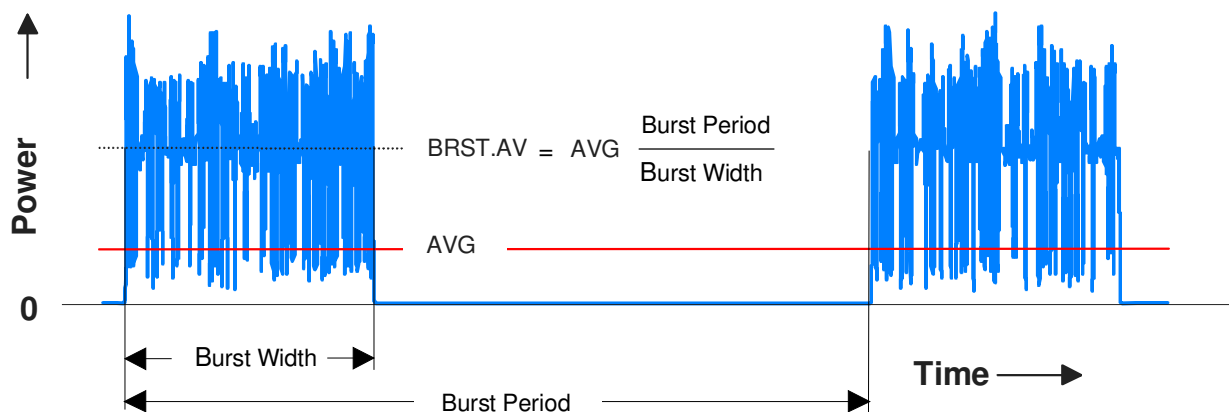 Power
0
BRST.AV = AVG Burst Period
Burst Width
AVG
Burst Width
Burst Period
Time